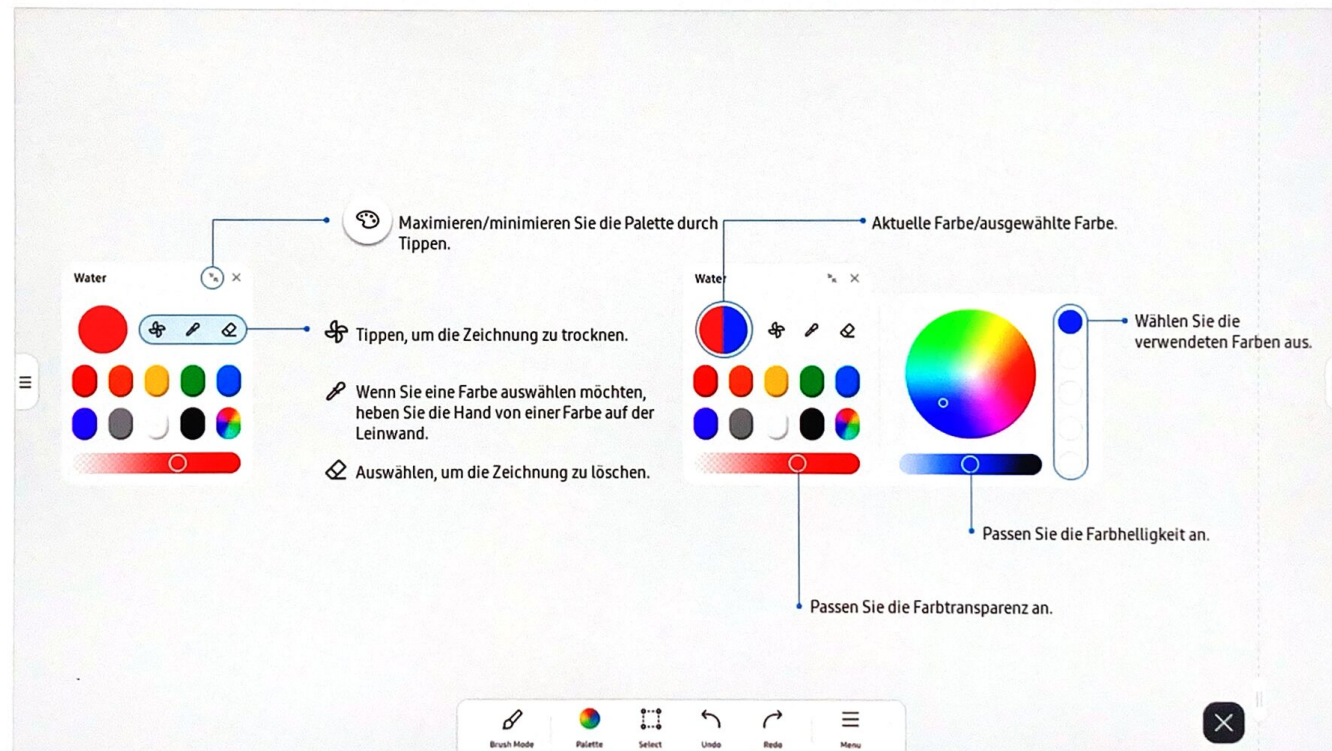 Maximieren/minimieren Sie die Palette durch
Tippen.
Aktuelle Farbe/ausgewählte Farbe.
Water
Water
Tippen, um die Zeichnung zu trocknen.
Wenn Sie eine Farbe auswählen möchten,
heben Sie die Hand von einer Farbe auf der
Leinwand.
Auswählen, um die Zeichnung zu löschen.
Wählen Sie die
verwendeten Farben aus.
Passen Sie die Farbhelligkeit an.
Passen Sie die Farbtransparenz an.
Brush Mode
Palette
Select
Undo
Redo
Menu